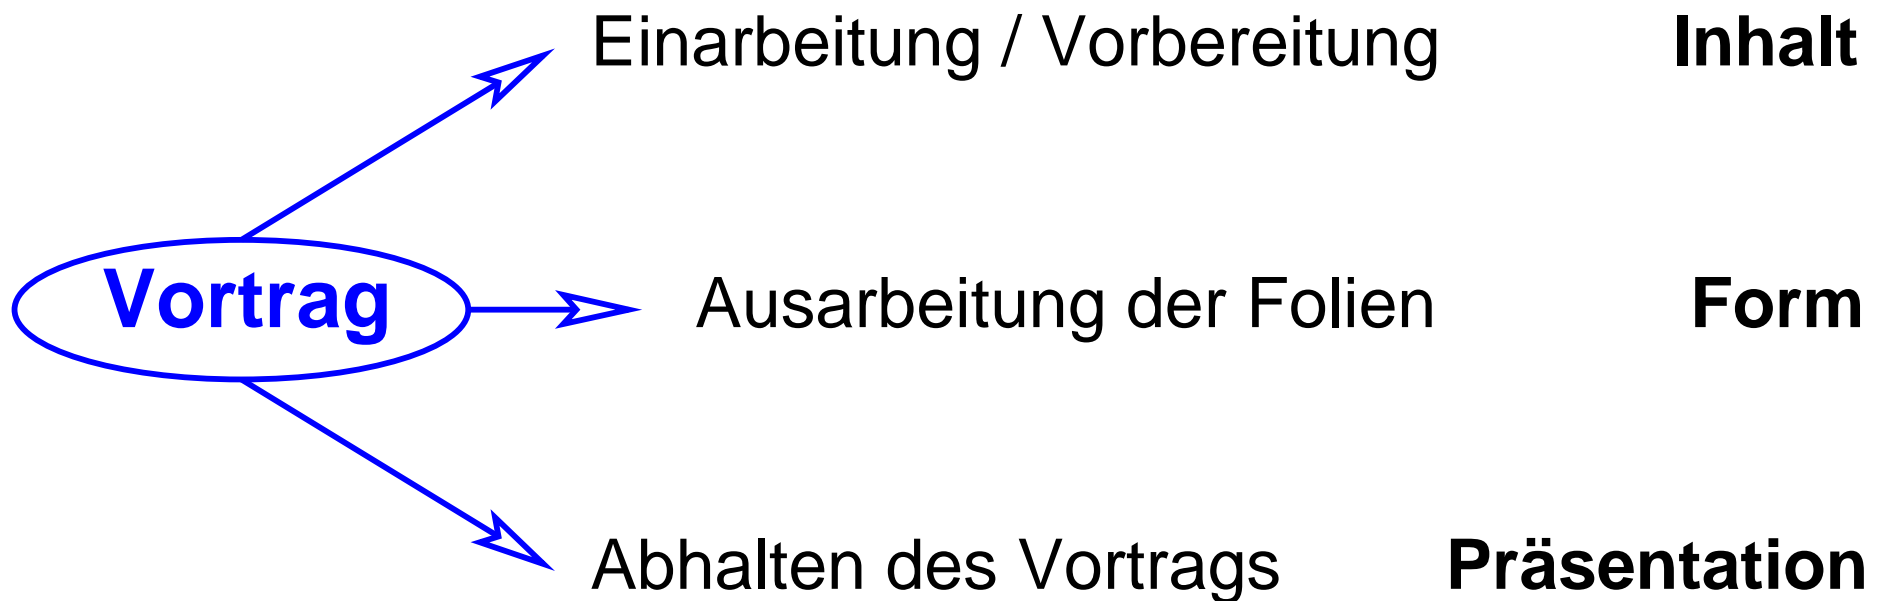 Einarbeitung / Vorbereitung Inhalt
Vortrag Ausarbeitung der Folien Form
Abhalten des Vortrags Präsentation